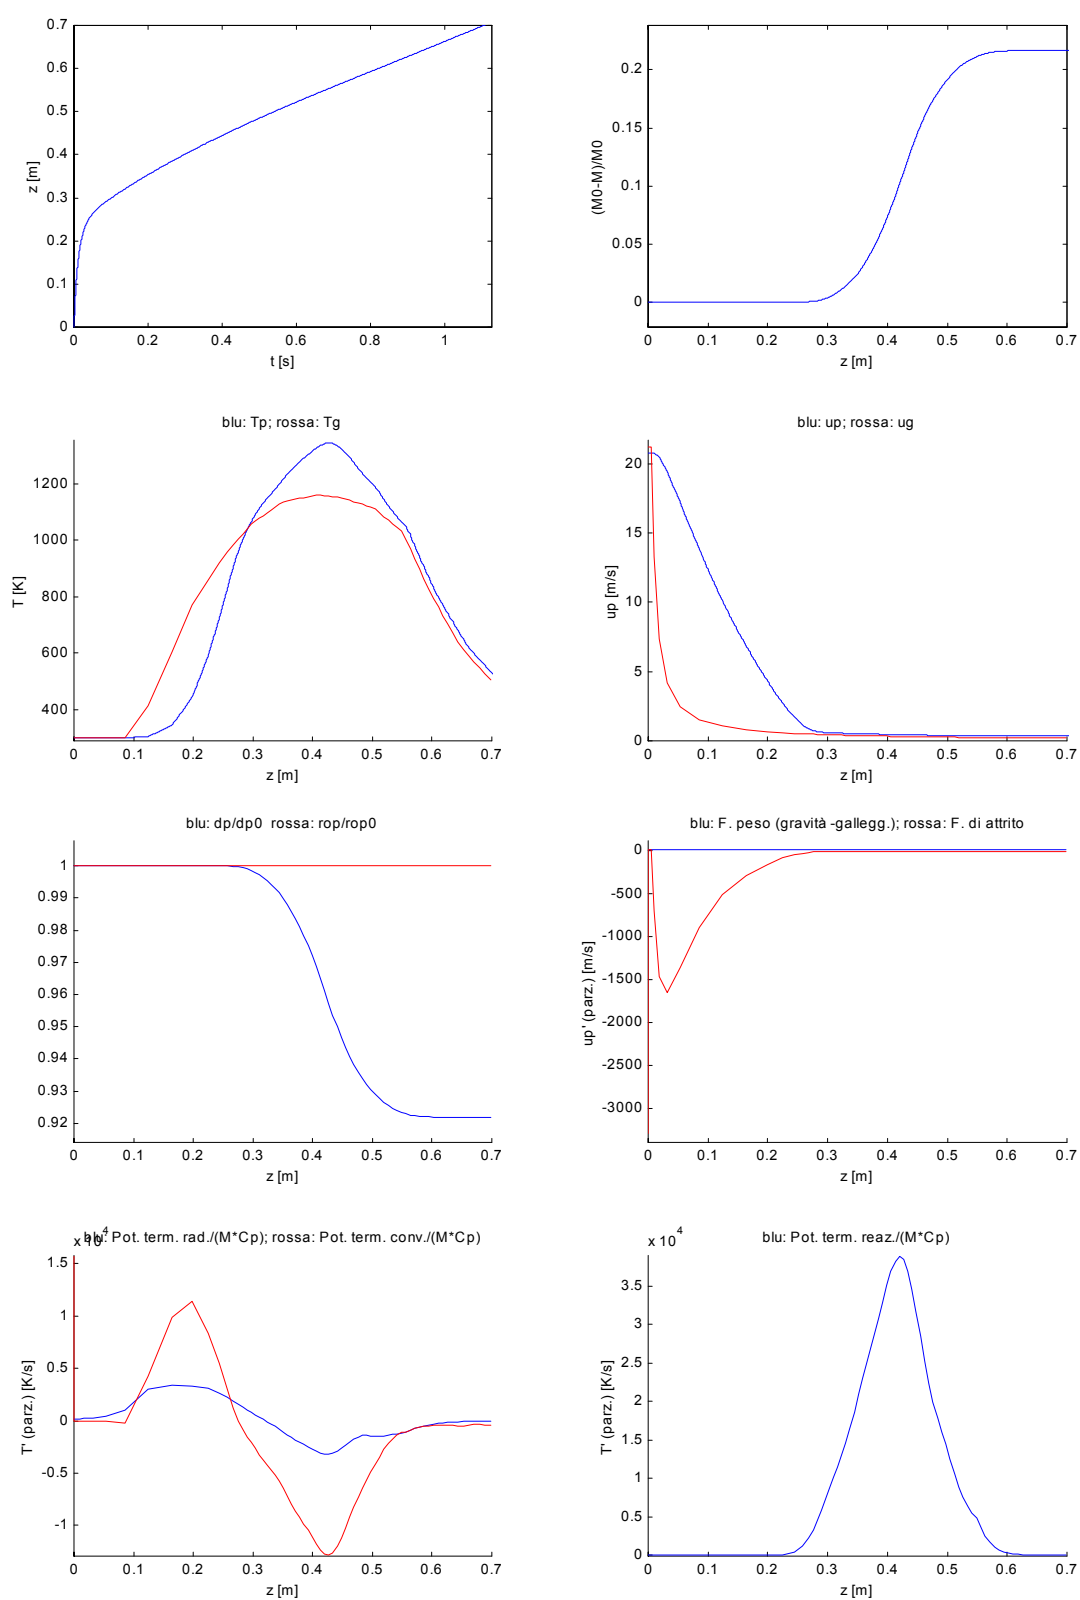 0.7
0.6
0.5
0.4
0.3
0.2
0.1
0
z [m]
0 0.2 0.4 0.6 0.8 1
t [s]
0.2
0.15
0.1
0.05
0
(M0-M)/M0
0 0.1 0.2 0.3 0.4 0.5 0.6 0.7
z [m]
blu: Tp; rossa: Tg
1200
1000
800
600
400
T [K]
0 0.1 0.2 0.3 0.4 0.5 0.6 0.7
z [m]
blu: up; rossa: ug
20
15
10
5
0
up [m/s]
0 0.1 0.2 0.3 0.4 0.5 0.6 0.7
z [m]
blu: dp/dp0 rossa: rop/rop0
1
0.99
0.98
0.97
0.96
0.95
0.94
0.93
0.92
0 0.1 0.2 0.3 0.4 0.5 0.6 0.7
z [m]
blu: F. peso (gravità -gallegg.); rossa: F. di attrito
0
-500
-1000
-1500
-2000
-2500
-3000
up' (parz.) [m/s]
0 0.1 0.2 0.3 0.4 0.5 0.6 0.7
z [m]
blu: Pot. term. rad./(M*Cp); rossa: Pot. term. conv./(M*Cp)
x 10^4
1.5
1
0.5
0
-0.5
-1
T' (parz.) [K/s]
0 0.1 0.2 0.3 0.4 0.5 0.6 0.7
z [m]
blu: Pot. term. reaz./(M*Cp)
x 10^4
3.5
3
2.5
2
1.5
1
0.5
0
T' (parz.) [K/s]
0 0.1 0.2 0.3 0.4 0.5 0.6 0.7
z [m]